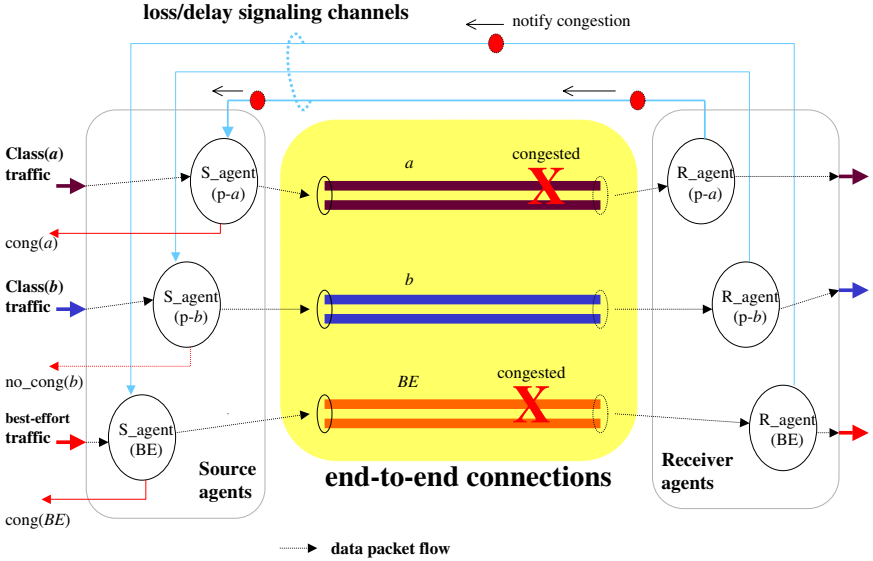 loss/delay signaling channels
notify congestion
Class(a)
traffic
S_agent
(p-a)
a
congested
X
R_agent
(p-a)
cong(a)
Class(b)
traffic
S_agent
(p-b)
b
R_agent
(p-b)
no_cong(b)
best-effort
traffic
S_agent
(BE)
BE
congested
X
R_agent
(BE)
cong(BE)
Source
agents
end-to-end connections
Receiver
agents
data packet flow